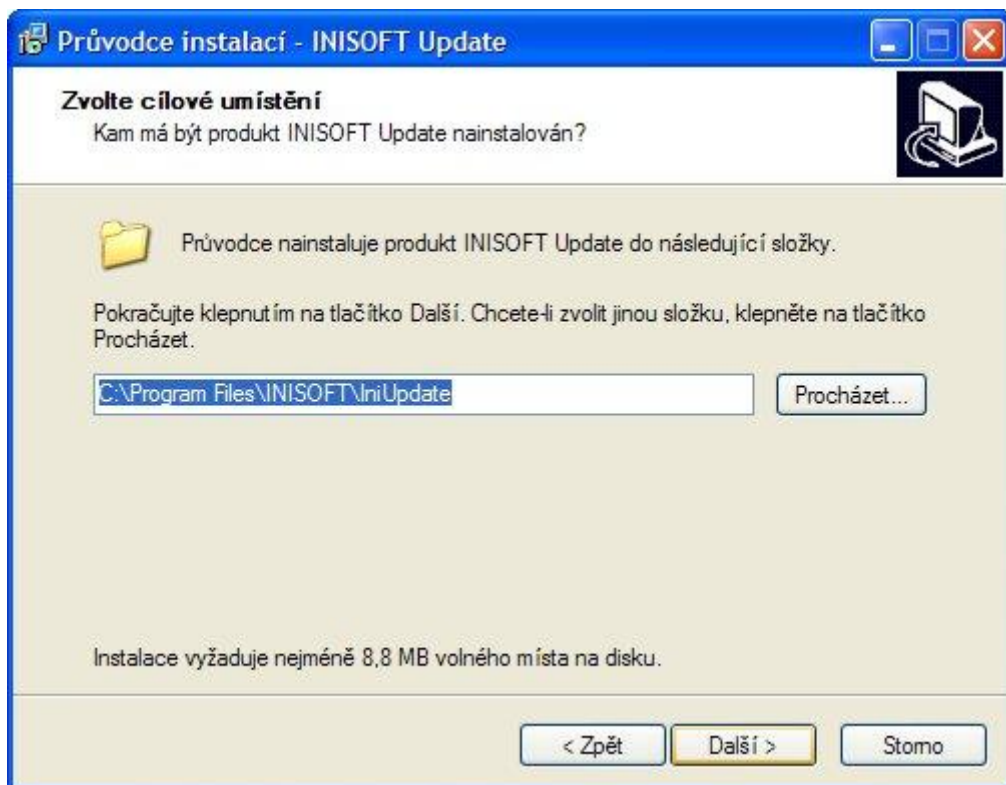 Průvodce instalací - INISOFT Update
Zvolte cílové umístění
Kam má být produkt INISOFT Update nainstalován?
Průvodce nainstaluje produkt INISOFT Update do následující složky.
Pokračujte klepnutím na tlačítko Další. Chcete-li zvolit jinou složku, klepněte na tlačítko
Procházet.
C:\Program Files\INISOFT\IniUpdate
Procházet...
Instalace vyžaduje nejméně 8,8 MB volného místa na disku.
< Zpět
Další >
Storno